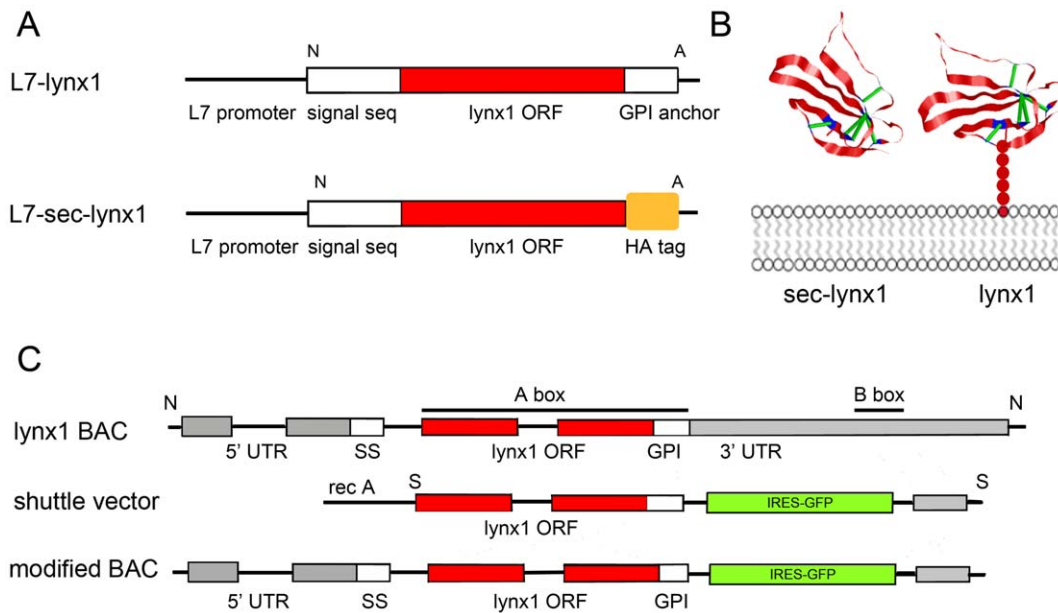 A
N A
L7-lynx1
L7 promoter signal seq lynx1 ORF GPI anchor
N A
L7-sec-lynx1
L7 promoter signal seq lynx1 ORF HA tag
B
sec-lynx1 lynx1
C
N A box B box N
lynx1 BAC
5' UTR SS lynx1 ORF GPI 3' UTR
rec A S S
shuttle vector IRES-GFP
lynx1 ORF
modified BAC IRES-GFP
5' UTR SS lynx1 ORF GPI